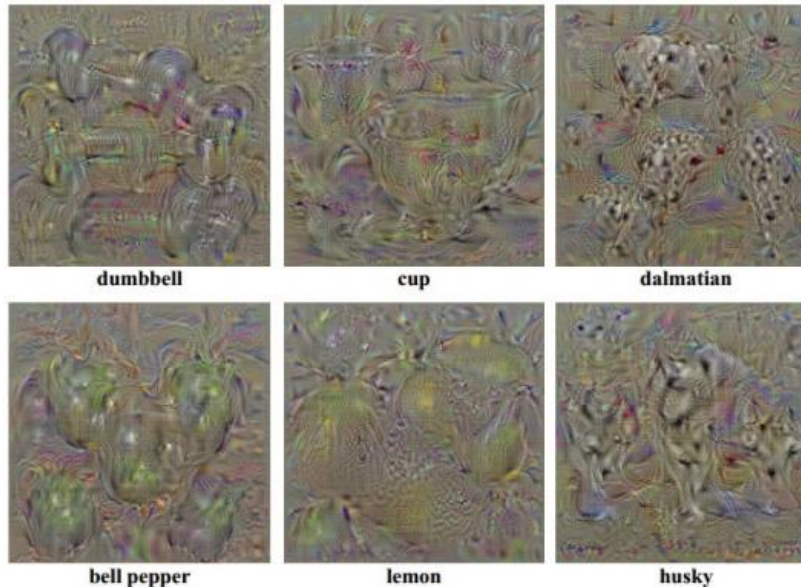 dumbbell
cup
dalmatian
bell pepper
lemon
husky